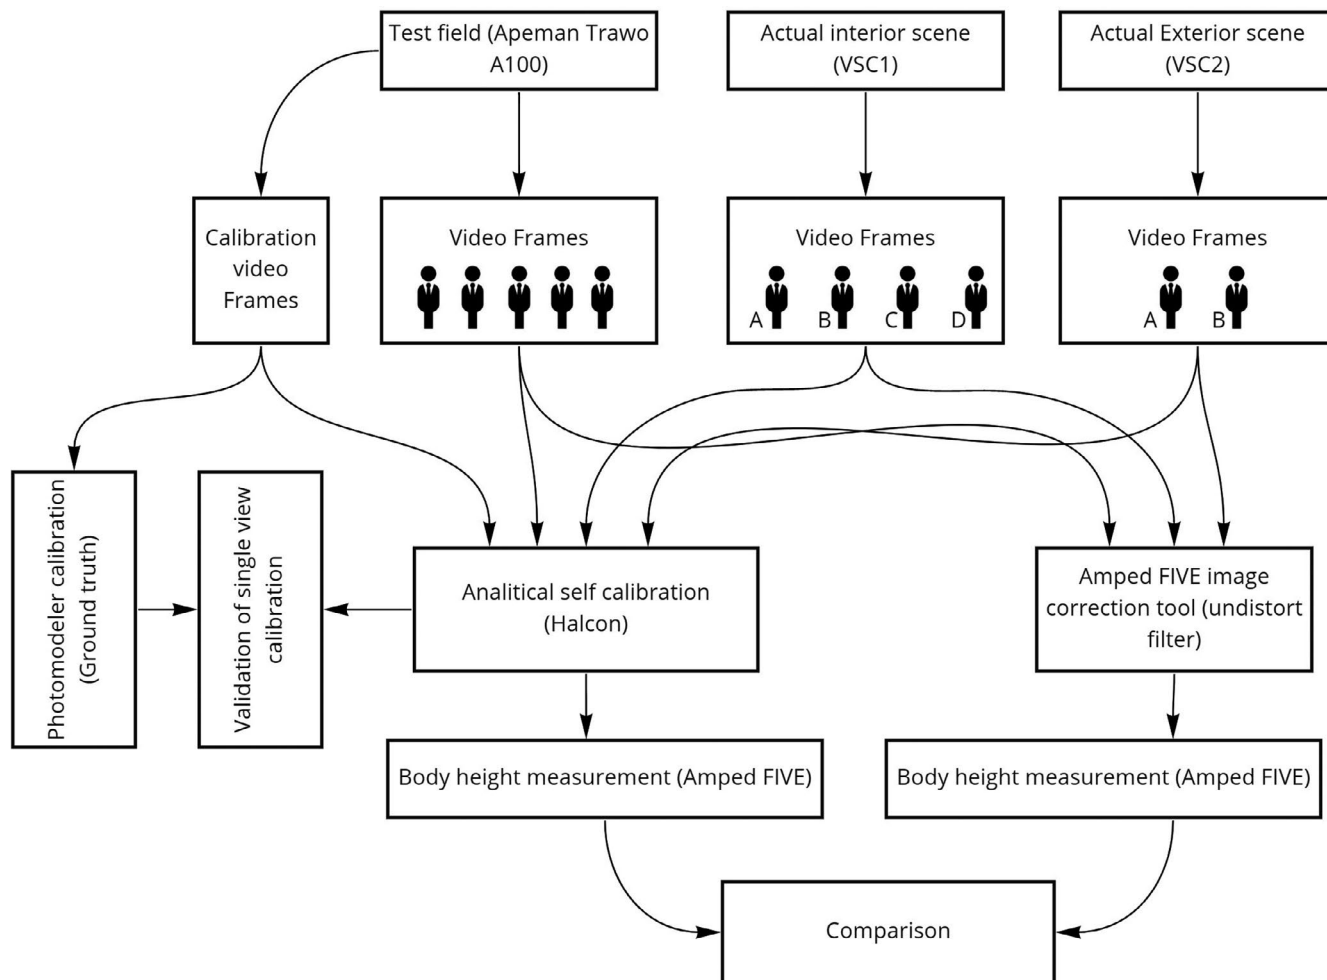 Test field (Apeman Trawo
A100)
Actual interior scene
(VSC1)
Actual Exterior scene
(VSC2)
Calibration
video
Frames
Video Frames
Video Frames
A B C D
Video Frames
A B
Photomodeler calibration
(Ground truth)
Validation of single view
calibration
Analitical self calibration
(Halcon)
Amped FIVE image
correction tool (undistort
filter)
Body height measurement (Amped FIVE)
Body height measurement (Amped FIVE)
Comparison